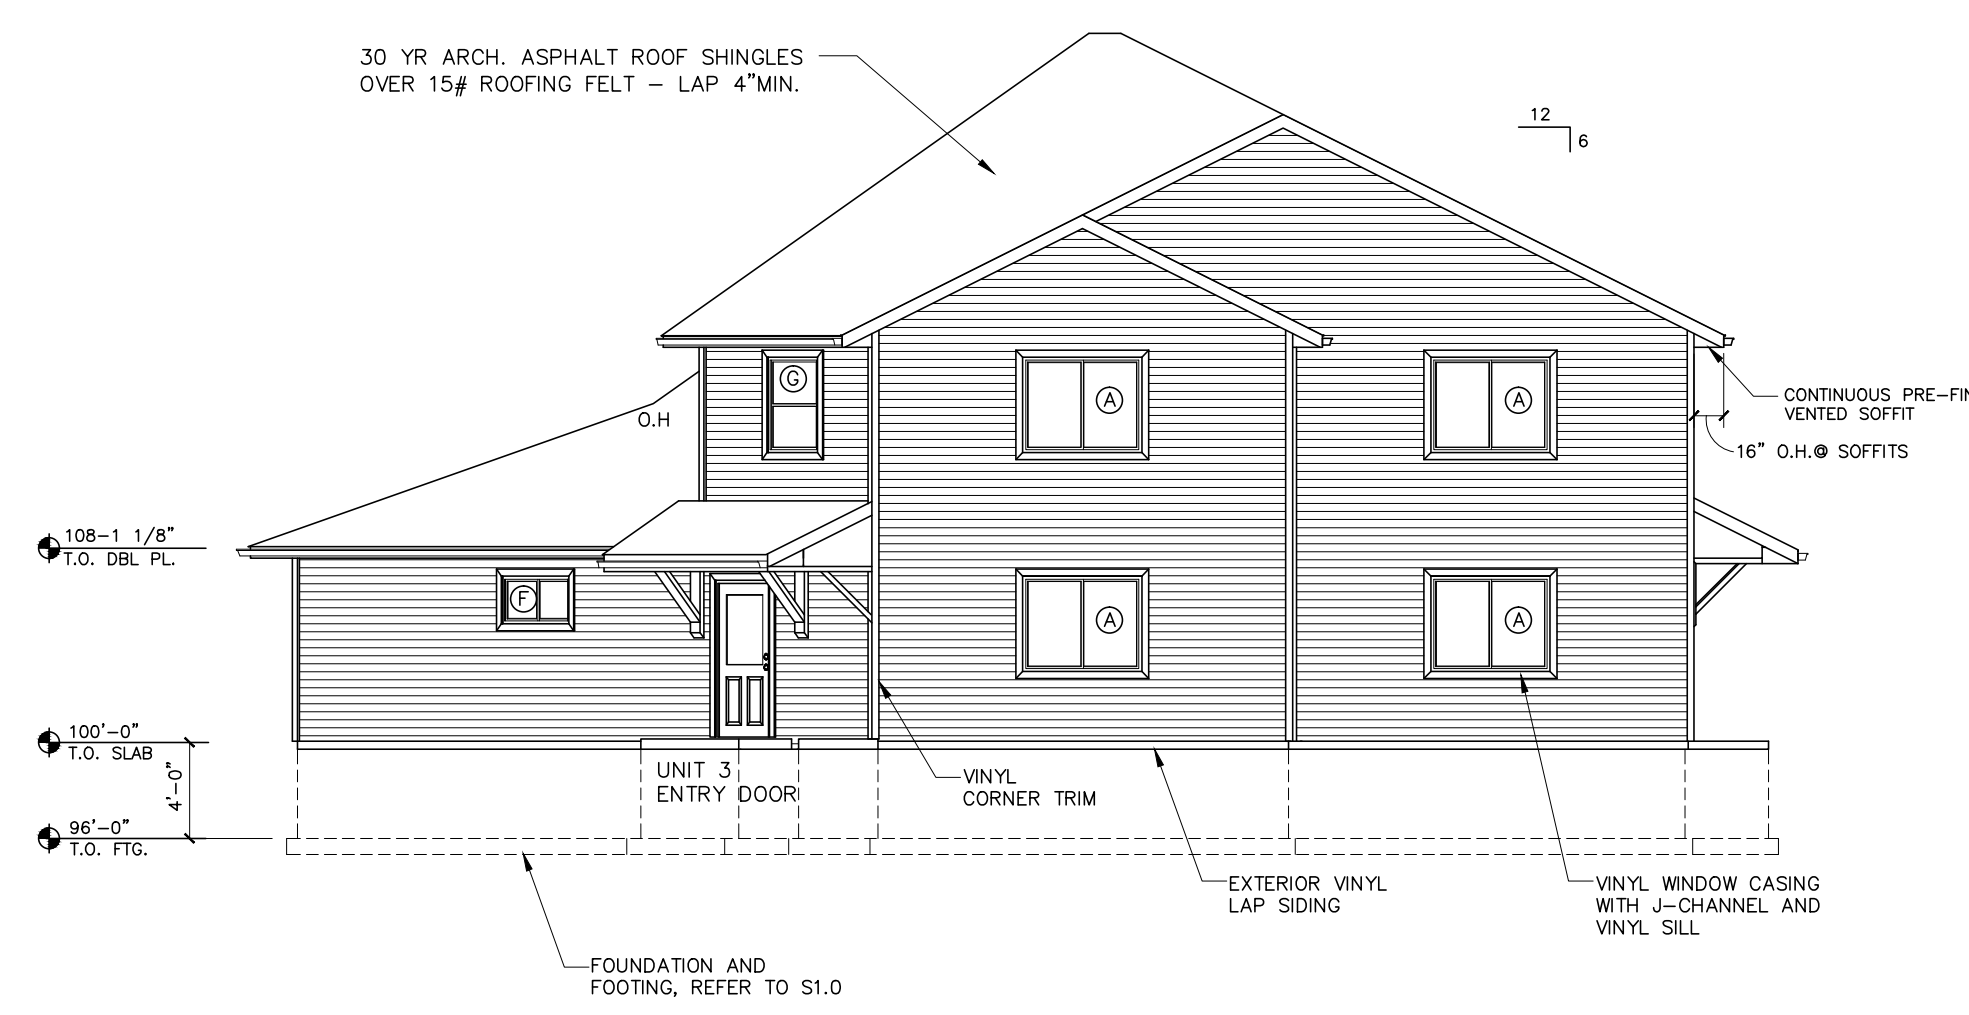 30 YR ARCH. ASPHALT ROOF SHINGLES
OVER 15# ROOFING FELT – LAP 4"MIN.
12
6
G
A
A
CONTINUOUS PRE–FIN
VENTED SOFFIT
O.H
16" O.H.@ SOFFITS
108–1 1/8"
T.O. DBL PL.
F
A
A
100'–0"
T.O. SLAB
4'–0"
UNIT 3
ENTRY DOOR
VINYL
CORNER TRIM
96'–0"
T.O. FTG.
EXTERIOR VINYL
LAP SIDING
VINYL WINDOW CASING
WITH J–CHANNEL AND
VINYL SILL
FOUNDATION AND
FOOTING, REFER TO S1.0